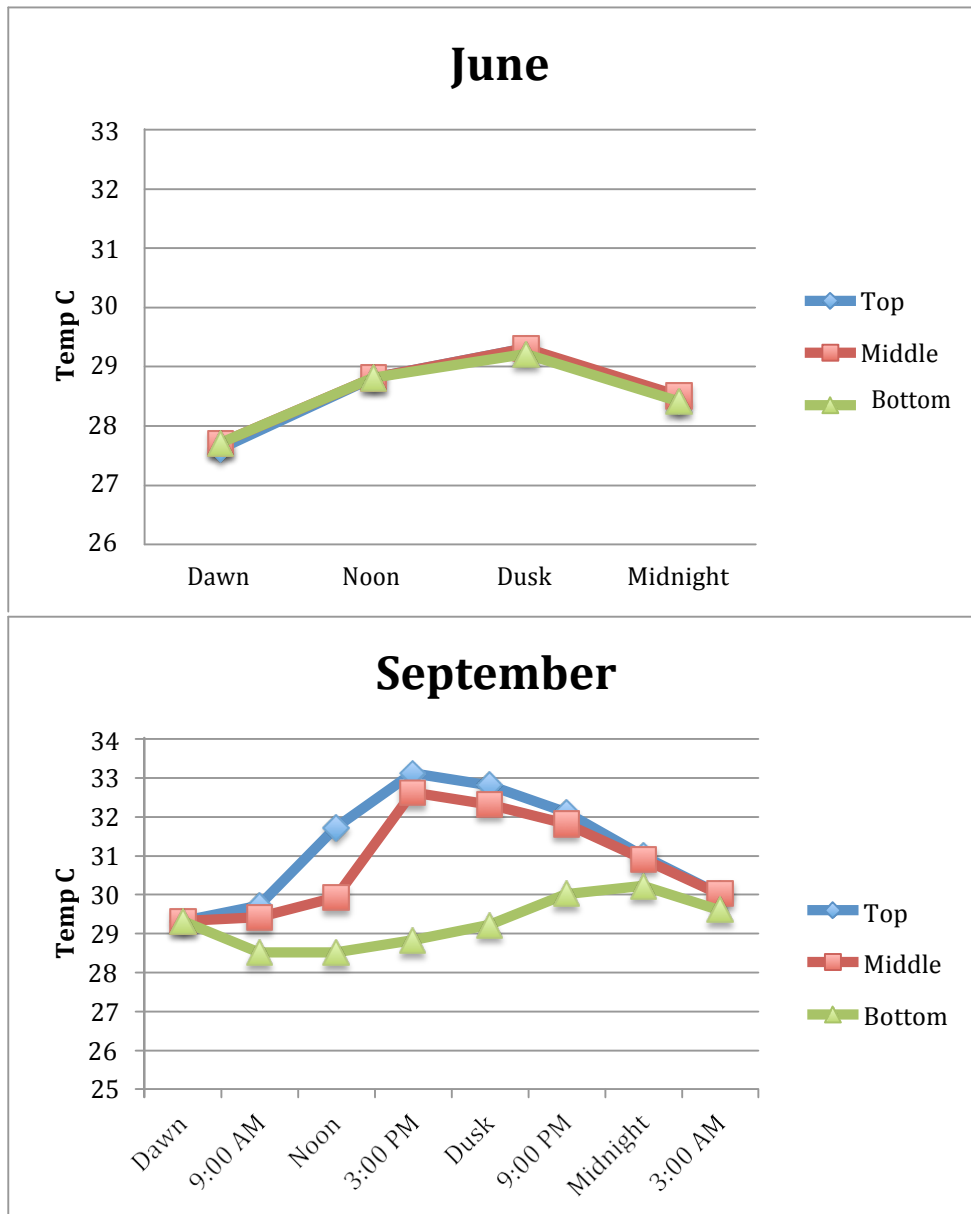 June
33
32
31
30
29
28
27
26
Temp C
Dawn Noon Dusk Midnight
Top
Middle
Bottom
September
34
33
32
31
30
29
28
27
26
25
Temp C
Dawn 9:00 AM Noon 3:00 PM Dusk 9:00 PM Midnight 3:00 AM
Top
Middle
Bottom